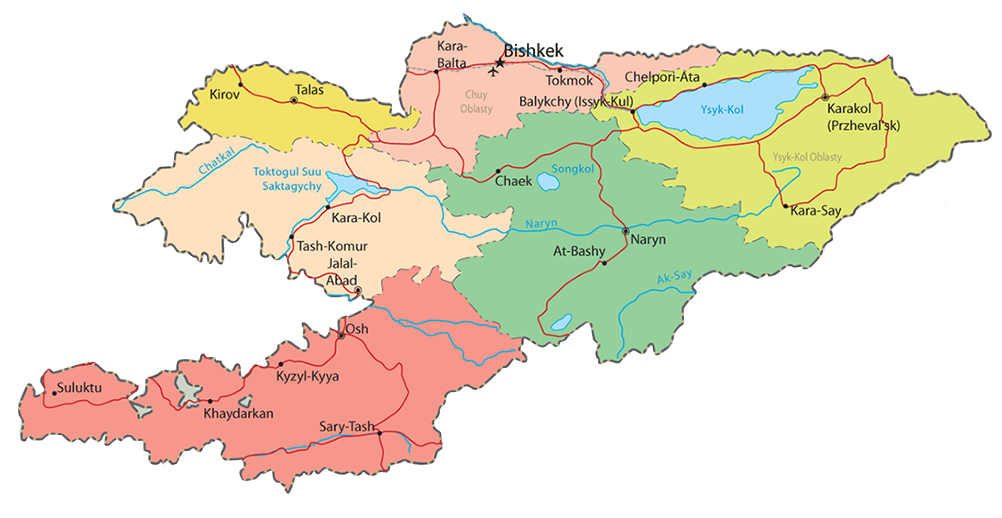 Kara-
Balta
Bishkek
Tokmok
Chelpori-Ata
Kirov
Talas
Chuy
Oblasty
Balykchy (Issyk-Kul)
Ysyk-Kol
Karakol
(Przheval'sk)
Chatkal
Toktogul Suu
Saktagychy
Chaek
Songkol
Ysyk-Kol Oblasty
Kara-Kol
Kara-Say
Naryn
Naryn
Tash-Komur
At-Bashy
Jalal-
Abad
Ak-Say
Osh
Kyzyl-Kyya
Suluktu
Khaydarkan
Sary-Tash